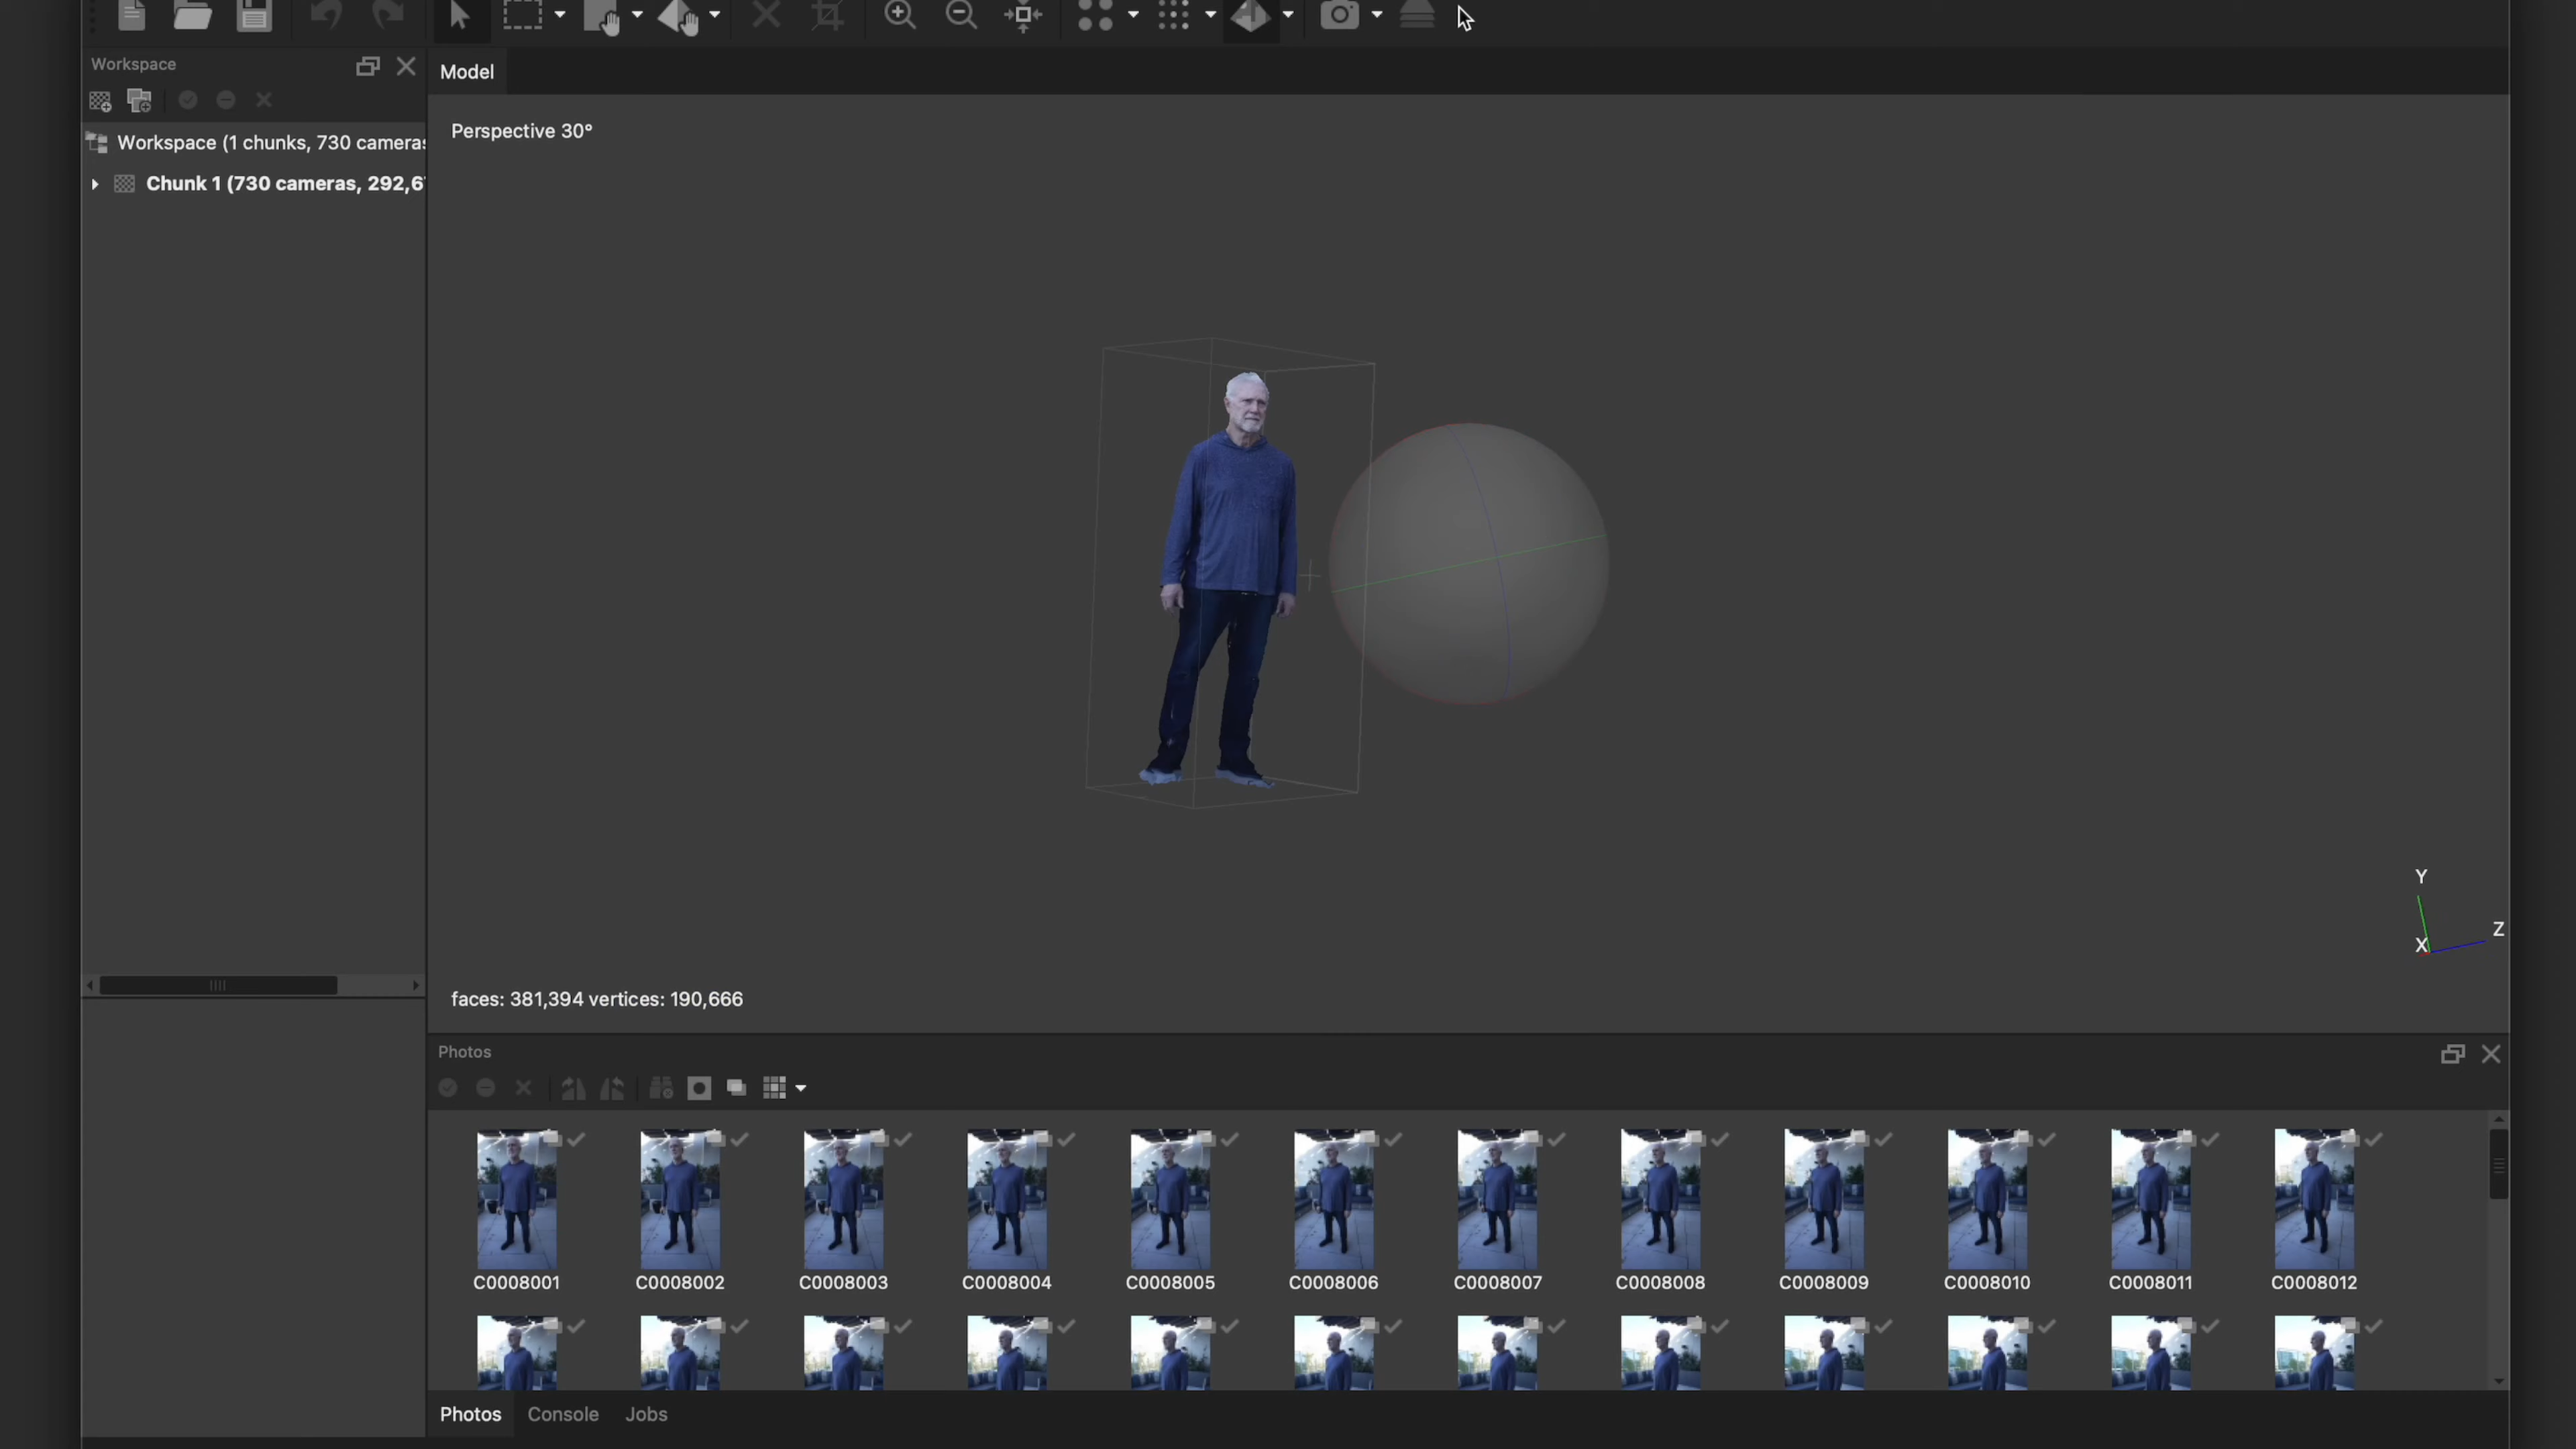 Workspace
Model
Perspective 30°
Workspace (1 chunks, 730 cameras
Chunk 1 (730 cameras, 292,6
Y
Z
X
faces: 381,394 vertices: 190,666
Photos
C0008001 C0008002 C0008003 C0008004 C0008005 C0008006 C0008007 C0008008 C0008009 C0008010 C0008011 C0008012
Photos Console Jobs